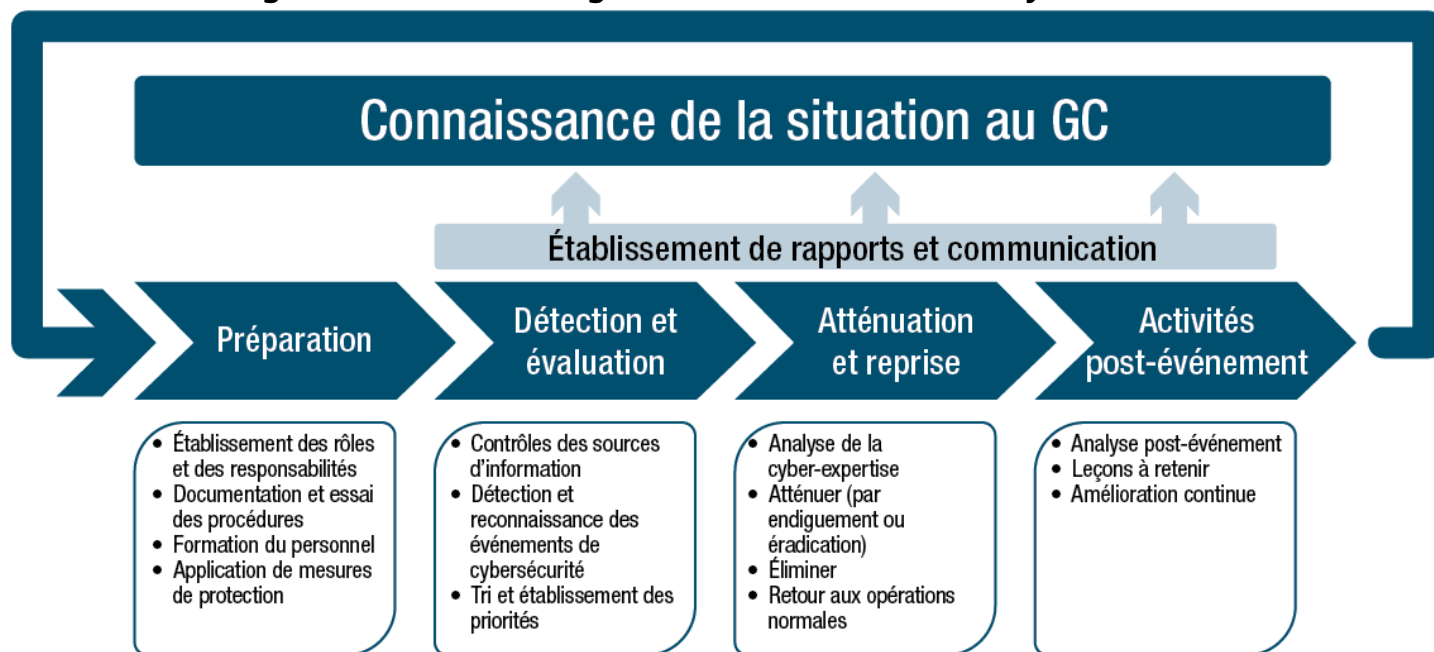 Connaissance de la situation au GC
Établissement de rapports et communication
Préparation
Détection et
évaluation
Atténuation
et reprise
Activités
post-événement
• Établissement des rôles
et des responsabilités
• Documentation et essai
des procédures
• Formation du personnel
• Application de mesures
de protection
• Contrôles des sources
d'information
• Détection et
reconnaissance des
événements de
cybersécurité
• Tri et établissement des
priorités
• Analyse de la
cyber-expertise
• Atténuer (par
endiguement ou
éradication)
• Éliminer
• Retour aux opérations
normales
• Analyse post-événement
• Leçons à retenir
• Amélioration continue